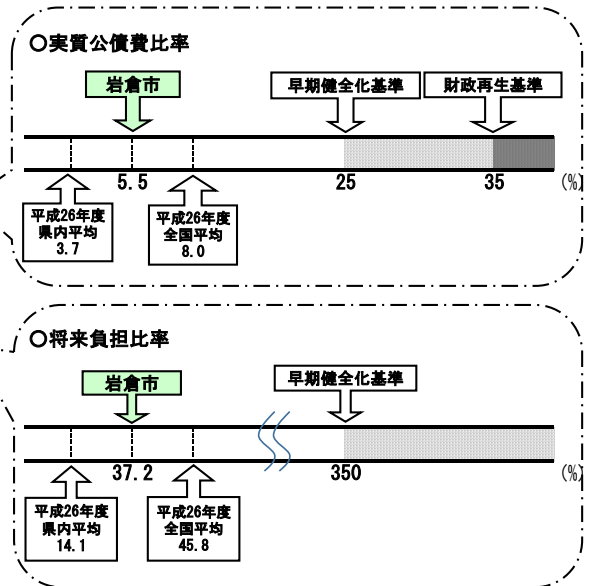 ○実質公債費比率
岩倉市
早期健全化基準
財政再生基準
5.5
25
35
(%)
平成26年度
県内平均
3.7
平成26年度
全国平均
8.0
○将来負担比率
岩倉市
早期健全化基準
37.2
350
(%)
平成26年度
県内平均
14.1
平成26年度
全国平均
45.8